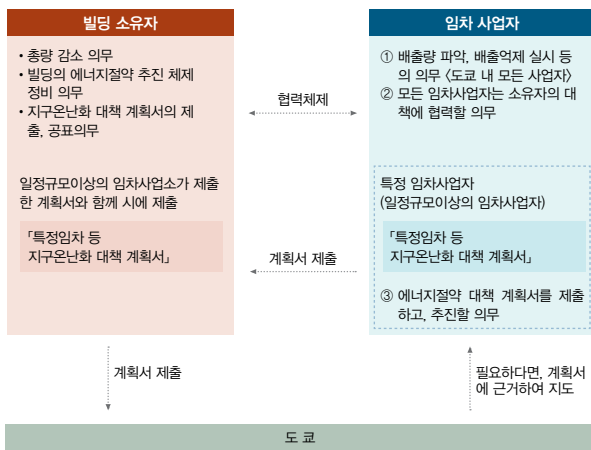 빌딩 소유자
• 총량 감소 의무
• 빌딩의 에너지절약 추진 체제
정비 의무
• 지구온난화 대책 계획서의 제
출, 공표의무
일정규모이상의 임차사업소가 제출
한 계획서와 함께 시에 제출
「특정임차 등
지구온난화 대책 계획서」
협력체제
계획서 제출
임차 사업자
① 배출량 파악, 배출억제 실시 등
의 의무 〈도쿄 내 모든 사업자〉
② 모든 임차사업자는 소유자의 대
책에 협력할 의무
특정 임차사업자
(일정규모이상의 임차사업자)
「특정임차 등
지구온난화 대책 계획서」
③ 에너지절약 대책 계획서를 제출
하고, 추진할 의무
계획서 제출
필요하다면, 계획서
에 근거하여 지도
도 쿄